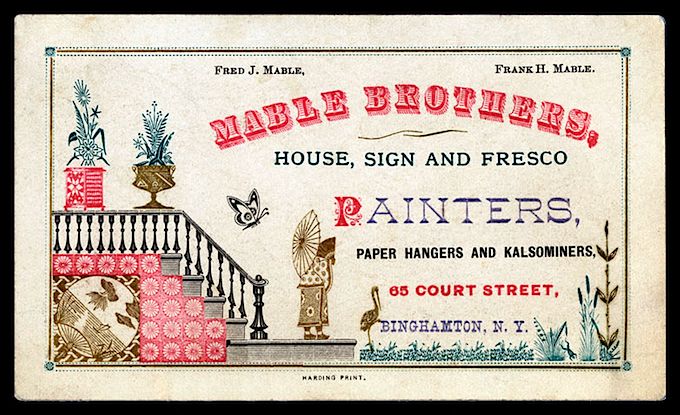 Fred J. Mable,
Frank H. Mable.
MABLE BROTHERS,
HOUSE, SIGN AND FRESCO
PAINTERS,
PAPER HANGERS AND KALSOMINERS,
65 COURT STREET,
BINGHAMTON, N. Y.
HARDING PRINT.